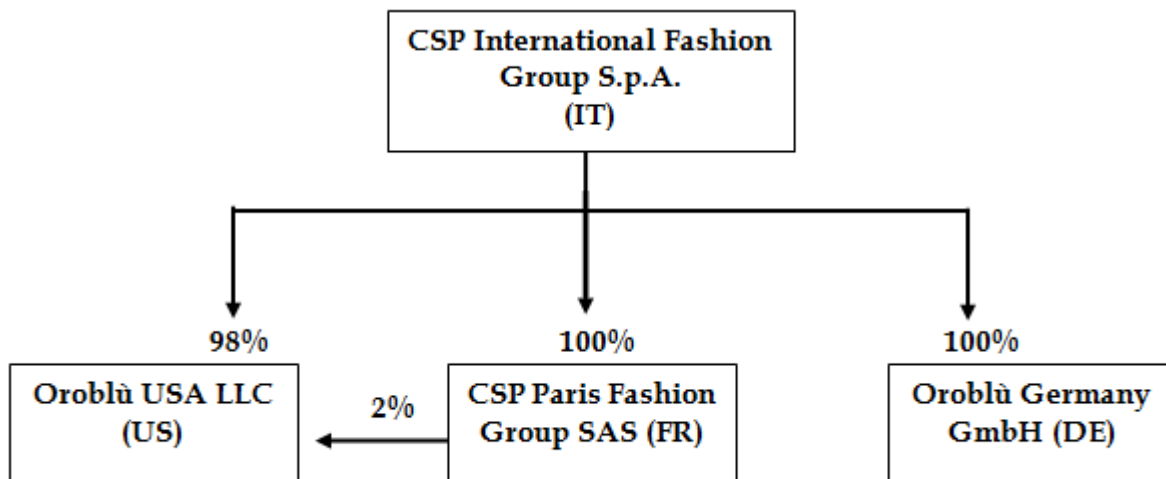 CSP International Fashion
Group S.p.A.
(IT)
98%
100%
100%
Oroblù USA LLC
(US)
2%
CSP Paris Fashion
Group SAS (FR)
Oroblù Germany
GmbH (DE)